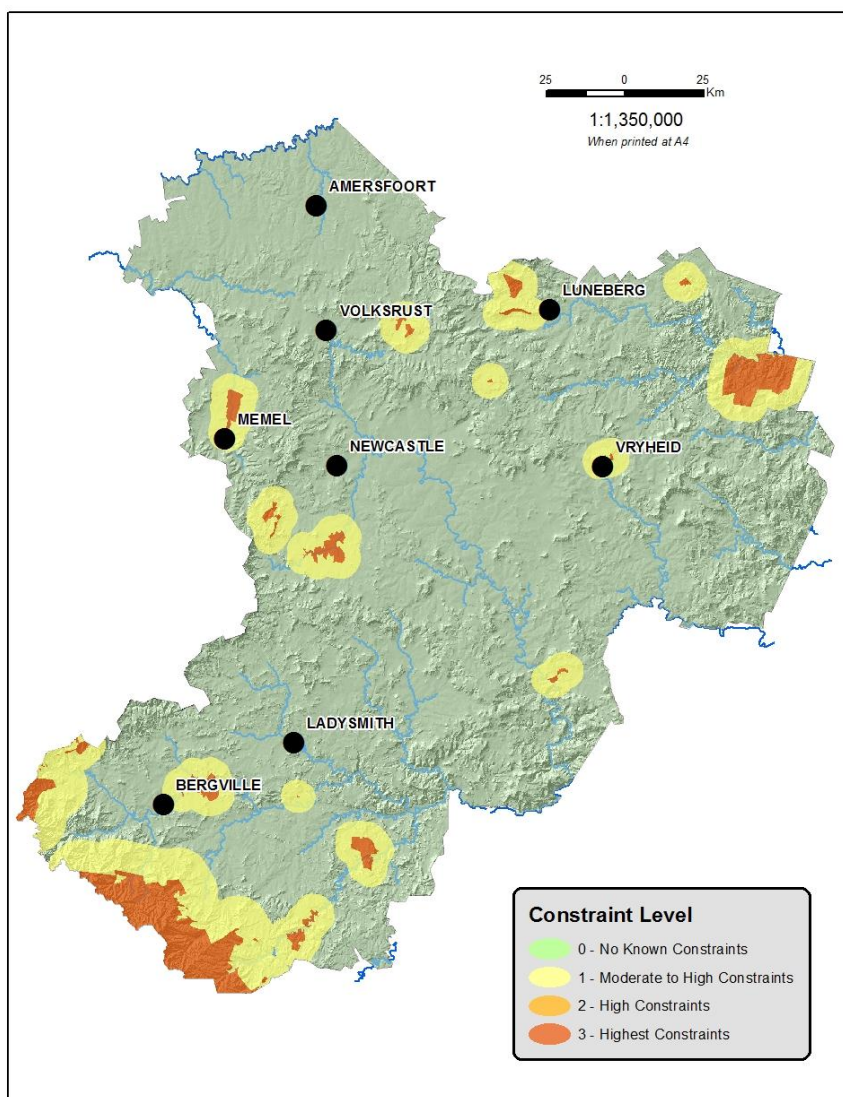 25 0 25
Km
1:1,350,000
When printed at A4
AMERSFOORT
LUNEBERG
VOLKSRUST
MEMEL
NEWCASTLE
VRYHEID
LADYSMITH
BERGVILLE
Constraint Level
0 - No Known Constraints
1 - Moderate to High Constraints
2 - High Constraints
3 - Highest Constraints